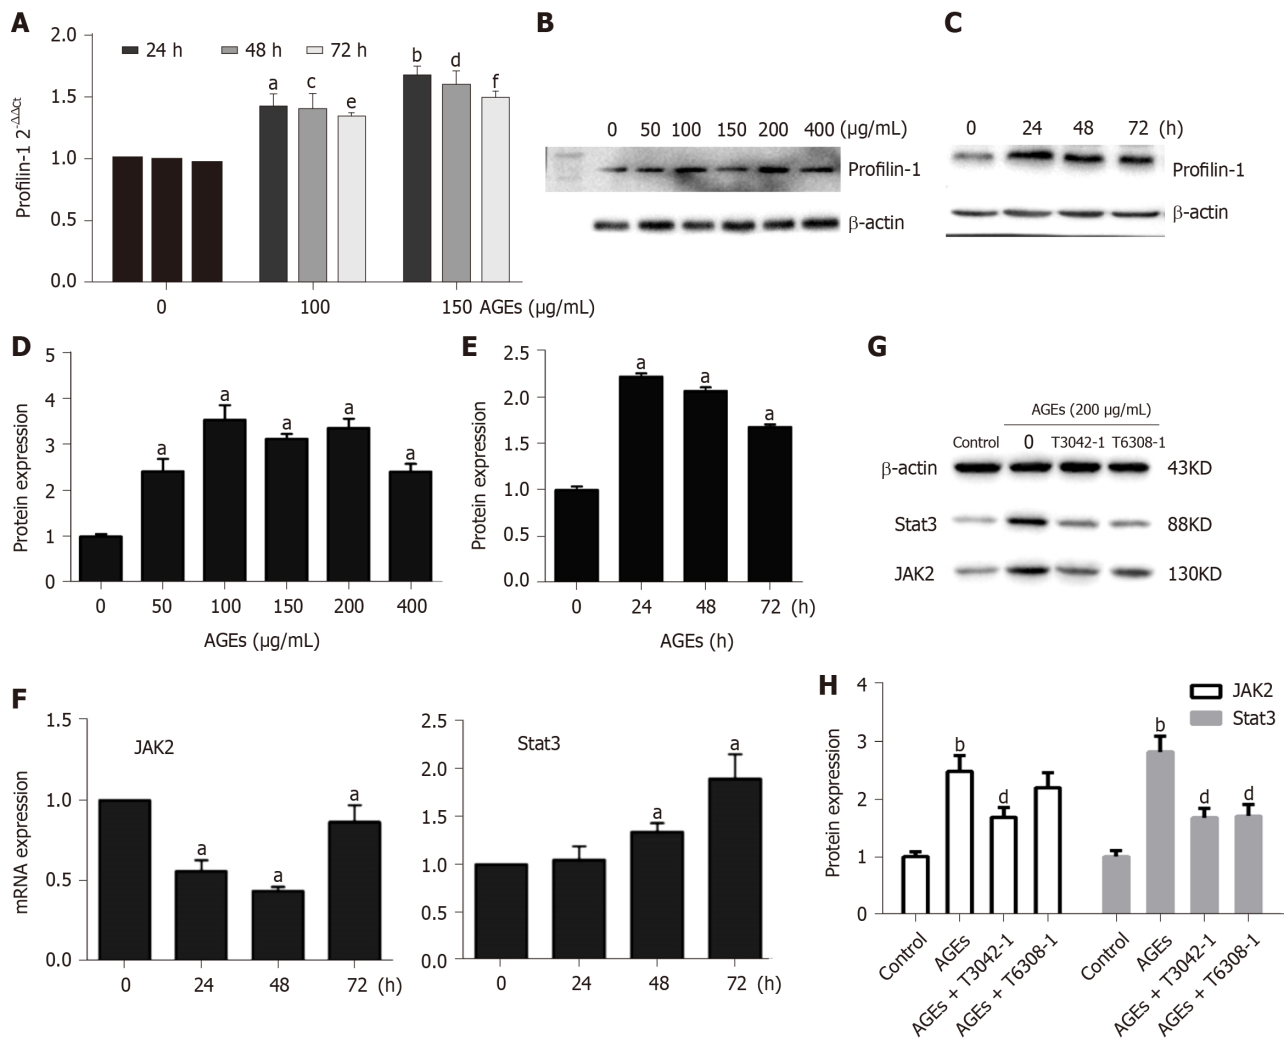 A
2.0
1.5
1.0
0.5
0.0
Profilin-1 2^-ΔΔCt
24 h
48 h
72 h
a
c
e
b
d
f
0
100
150
AGEs (µg/mL)
B
0 50 100 150 200 400 (µg/mL)
Profilin-1
β-actin
C
0 24 48 72 (h)
Profilin-1
β-actin
D
5
4
3
2
1
0
Protein expression
a
a
a
a
a
0 50 100 150 200 400
AGEs (µg/mL)
E
2.5
2.0
1.5
1.0
0.5
0.0
Protein expression
a
a
a
0 24 48 72 (h)
AGEs (h)
G
AGEs (200 µg/mL)
Control 0 T3042-1 T6308-1
β-actin 43KD
Stat3 88KD
JAK2 130KD
F
1.5
1.0
0.5
0.0
mRNA expression
JAK2
a
a
a
0 24 48 72 (h)
2.5
2.0
1.5
1.0
0.5
0.0
Stat3
a
a
0 24 48 72 (h)
H
4
3
2
1
0
Protein expression
JAK2
Stat3
b
d
b
d
d
Control
AGEs
AGEs + T3042-1
AGEs + T6308-1
Control
AGEs
AGEs + T3042-1
AGEs + T6308-1